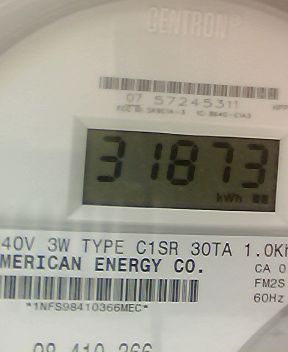 CENTRON®
07 57245311
31873
kWh
40V 3W TYPE C1SR 30TA 1.0K
MERICAN ENERGY CO.
CA 0
FM2S
60Hz
*1NFS98410366MEC*
98 410 366